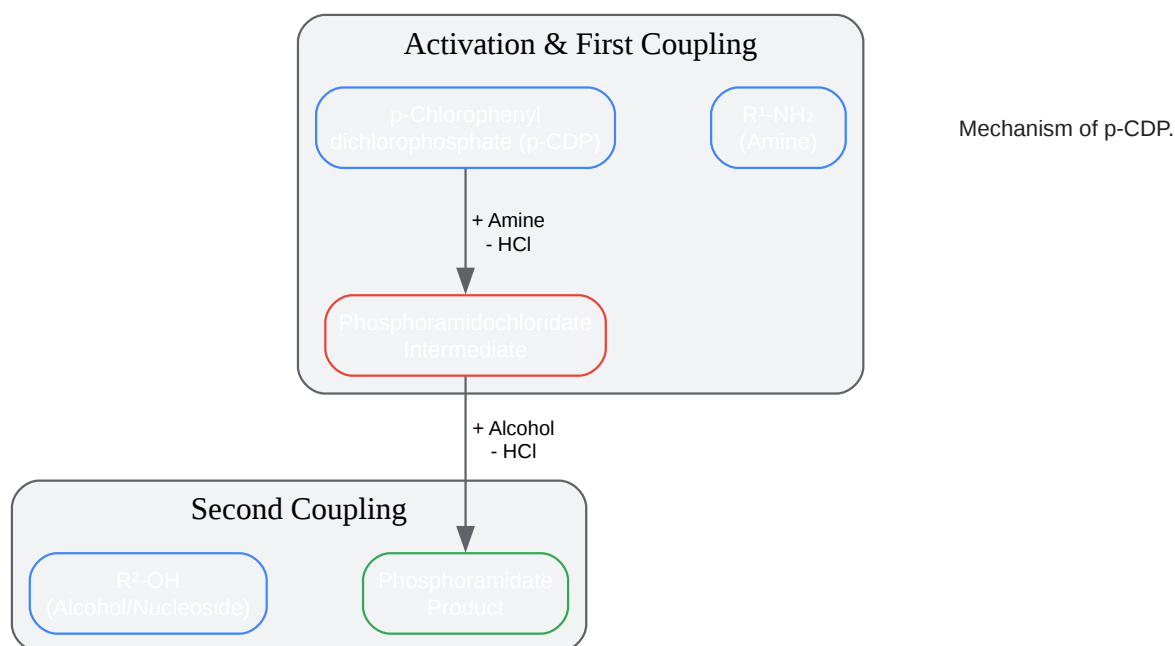 Activation & First Coupling
p-Chlorophenyl
dichlorophosphate (p-CDP)
R¹-NH₂
(Amine)
Mechanism of p-CDP.
+ Amine
- HCl
Phosphoramidochloridate
Intermediate
+ Alcohol
- HCl
Second Coupling
R²-OH
(Alcohol/Nucleoside)
Phosphoramidate
Product